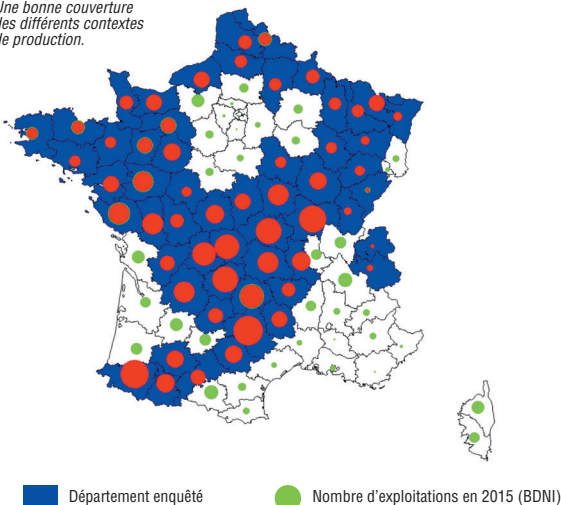 Une bonne couverture
des différents contextes
de production.
Département enquêté
Nombre d'exploitations en 2015 (BDNI)